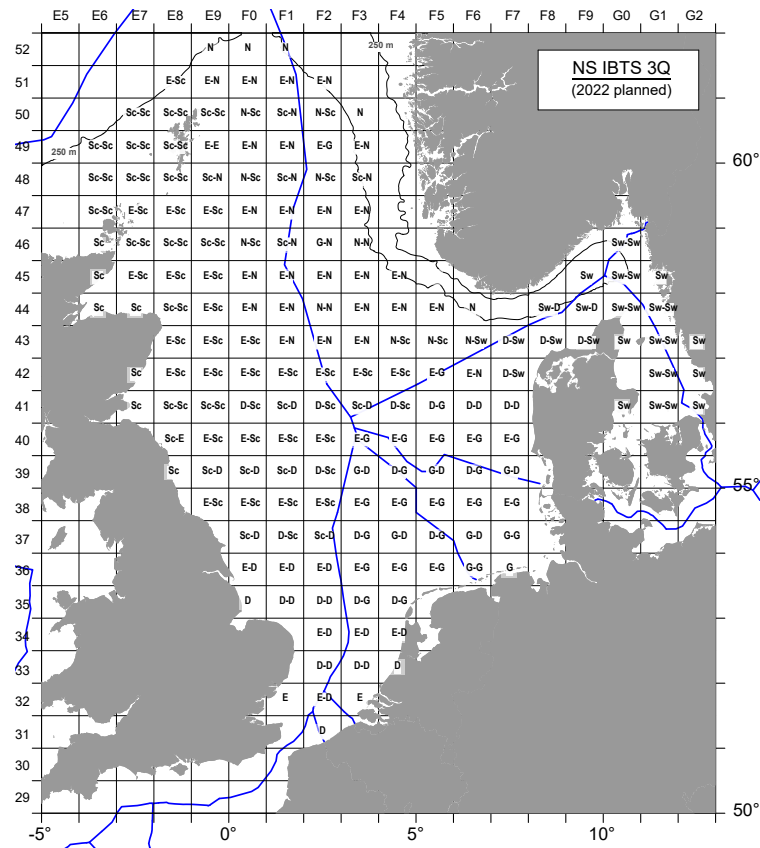 E5 E6 E7 E8 E9 F0 F1 F2 F3 F4 F5 F6 F7 F8 F9 G0 G1 G2
52 N N N 250 m
NS IBTS 3Q
(2022 planned)
51 E-Sc E-N E-N E-N E-N
50 Sc-Sc Sc-Sc Sc-Sc N-Sc Sc-N N-Sc N
49 Sc-Sc Sc-Sc Sc-Sc E-E E-N E-N E-G E-N
250 m
60°
48 Sc-Sc Sc-Sc Sc-Sc Sc-N N-Sc Sc-N N-Sc Sc-N
47 Sc-Sc E-Sc E-Sc E-Sc E-N E-N E-N E-N
46 Sc Sc-Sc Sc-Sc Sc-Sc N-Sc Sc-N G-N N-N Sw-Sw
45 Sc E-Sc E-Sc E-Sc E-N E-N E-N E-N E-N Sw Sw-Sw Sw
44 Sc Sc Sc-Sc E-Sc E-N E-N N-N E-N E-N E-N N Sw-D Sw-D Sw-Sw Sw-Sw
43 E-Sc E-Sc E-Sc E-N E-N E-N N-Sc N-Sc N-Sw D-Sw D-Sw D-Sw Sw Sw-Sw Sw
42 Sc E-Sc E-Sc E-Sc E-Sc E-Sc E-Sc E-Sc E-G E-N D-Sw Sw-Sw Sw
41 Sc Sc-Sc Sc-Sc D-Sc Sc-D D-Sc Sc-D D-Sc D-G D-D D-D Sw Sw-Sw Sw
40 Sc-E E-Sc E-Sc E-Sc E-Sc E-G E-G E-G E-G E-G
39 Sc Sc-D Sc-D Sc-D D-Sc G-D D-G G-D D-G G-D
55°
38 E-Sc E-Sc E-Sc E-Sc E-G E-G E-G E-G E-G
37 Sc-D D-Sc Sc-D D-G G-D D-G G-D G-G
36 E-D E-D E-D E-G E-G E-G G-G G
35 D D-D D-D D-G D-G
34 E-D E-D E-D
33 D-D D-D D
32 E E-D E
31 D
30
29
50°
-5° 0° 5° 10°